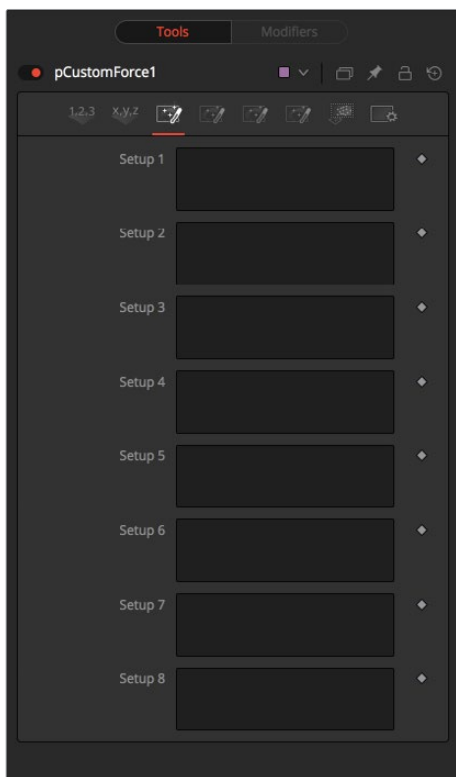 Tools Modifiers
pCustomForce1
1,2,3 x,y,z
Setup 1
Setup 2
Setup 3
Setup 4
Setup 5
Setup 6
Setup 7
Setup 8